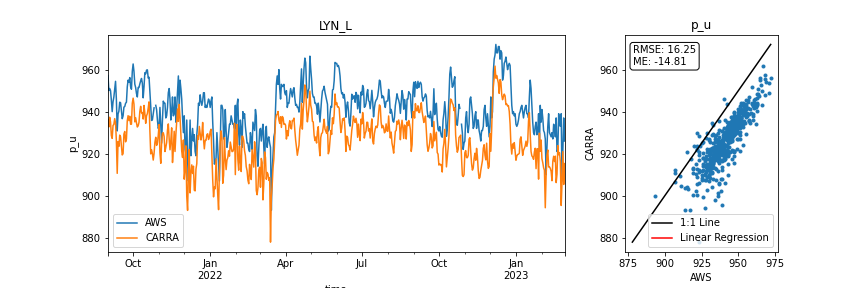 LYN_L
p_u
960
940
920
900
880
p_u
AWS
CARRA
Oct
Jan
2022
Apr
Jul
Oct
Jan
2023
time
p_u
RMSE: 16.25
ME: -14.81
960
940
920
900
880
CARRA
1:1 Line
Linear Regression
875
900
925
950
975
AWS